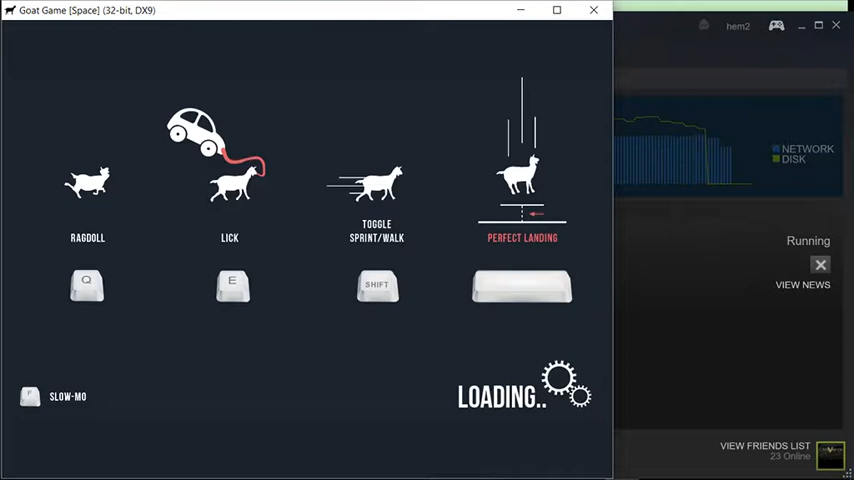 Goat Game [Space] (32-bit, DX9)
hem2
NETWORK
DISK
RAGDOLL
LICK
TOGGLE
SPRINT/WALK
PERFECT LANDING
Q
E
SHIFT
Running
VIEW NEWS
F
SLOW-MO
LOADING..
VIEW FRIENDS LIST
23 Online